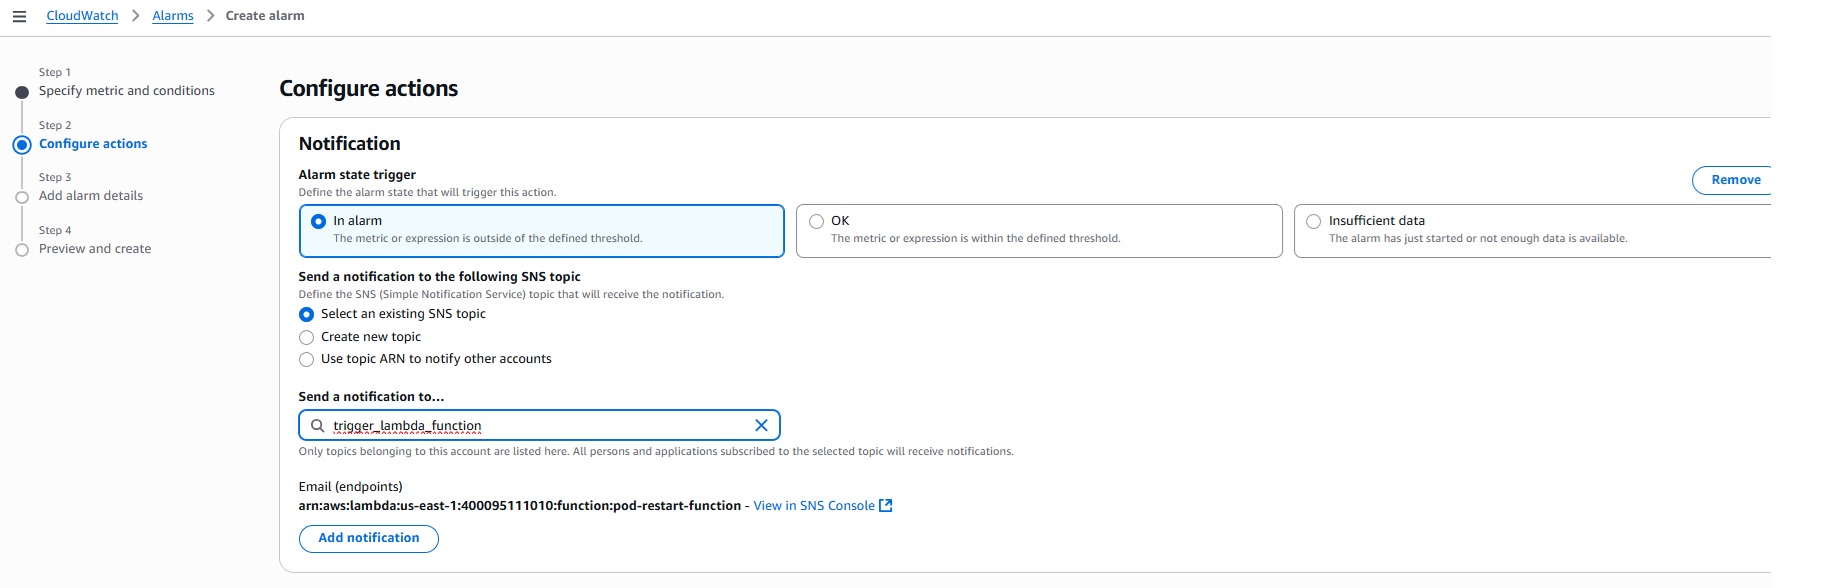 CloudWatch > Alarms > Create alarm
Step 1
Specify metric and conditions
Step 2
Configure actions
Step 3
Add alarm details
Step 4
Preview and create
Configure actions
Notification
Alarm state trigger
Define the alarm state that will trigger this action.
Remove
In alarm
The metric or expression is outside of the defined threshold.
OK
The metric or expression is within the defined threshold.
Insufficient data
The alarm has just started or not enough data is available.
Send a notification to the following SNS topic
Define the SNS (Simple Notification Service) topic that will receive the notification.
Select an existing SNS topic
Create new topic
Use topic ARN to notify other accounts
Send a notification to...
trigger_lambda_function
Only topics belonging to this account are listed here. All persons and applications subscribed to the selected topic will receive notifications.
Email (endpoints)
arn:aws:lambda:us-east-1:400095111010:function:pod-restart-function - View in SNS Console
Add notification